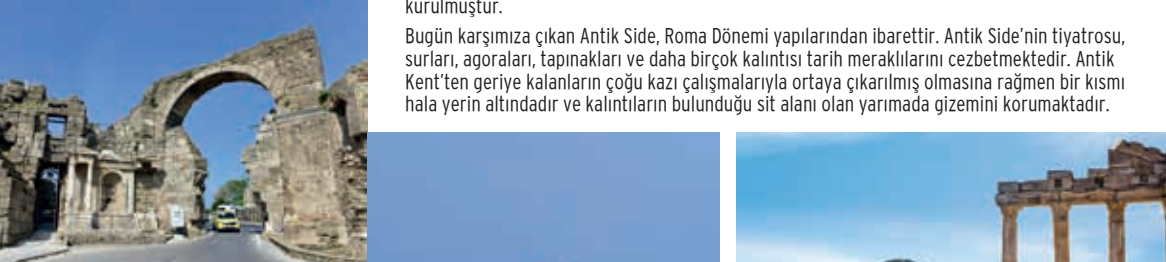 kurulmuştur.
Bugün karşımıza çıkan Antik Side, Roma Dönemi yapılarından ibarettir. Antik Side’nin tiyatrosu,
surları, agoraları, tapınakları ve daha birçok kalıntısı tarih meraklılarını cezbetmektedir. Antik
Kent’ten geriye kalanların çoğu kazı çalışmalarıyla ortaya çıkarılmış olmasına rağmen bir kısmı
hala yerin altındadır ve kalıntıların bulunduğu sit alanı olan yarımada gizemini korumaktadır.